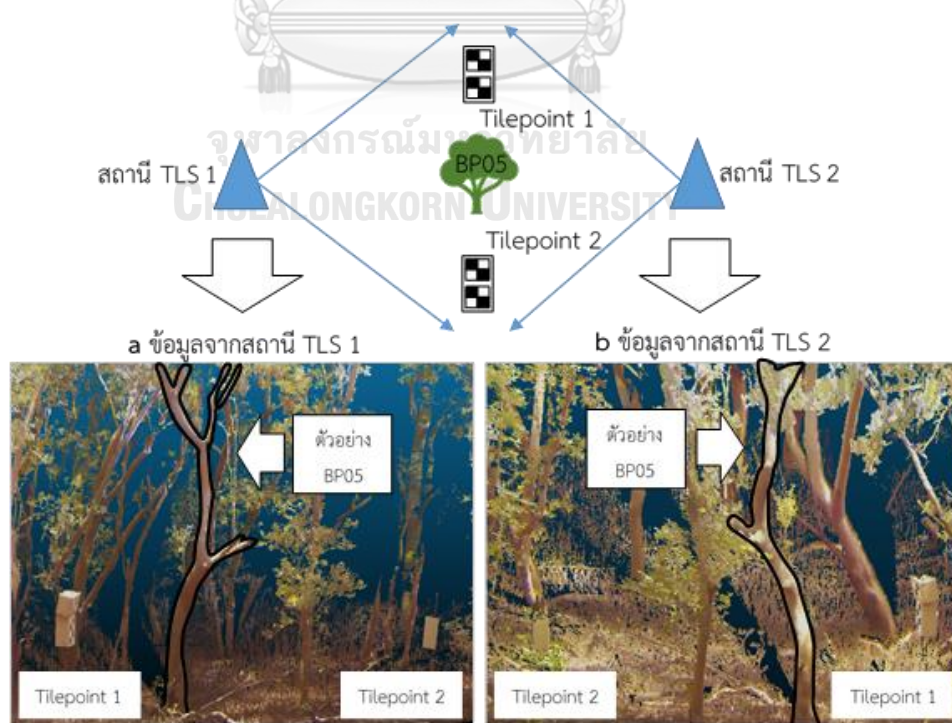 Tilepoint 1
จุฬาลงกรณ์มหาวิทยาลัย
BP05
สถานี TLS 1
สถานี TLS 2
CHULALONGKORN UNIVERSITY
Tilepoint 2
a ข้อมูลจากสถานี TLS 1
b ข้อมูลจากสถานี TLS 2
ตัวอย่าง
BP05
ตัวอย่าง
BP05
Tilepoint 1
Tilepoint 2
Tilepoint 2
Tilepoint 1